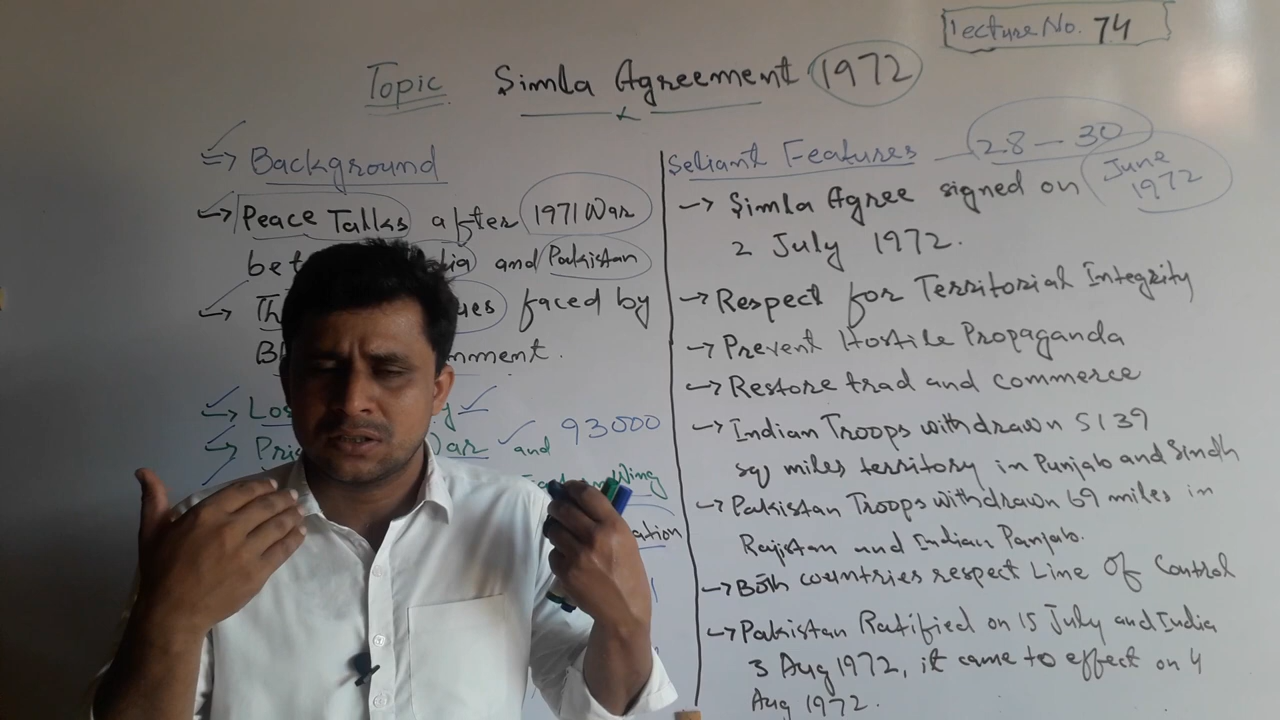 Lecture No. 74
Topic Simla Agreement 1972
Background
Peace Talks after 1971 War
bet and Pakistan
faced by
Los
93000
and
Wing
Seliant Features - 28-30
June
1972
Simla Agree signed on
2 July 1972.
Respect for Territorial Integrity
Prevent Hostile Propaganda
Restore trad and commerce
Indian Troops withdrawn 5139
sq miles territory in Punjab and Sindh
Pakistan Troops withdrawn 69 miles in
Rajistan and Indian Panjab.
Both countries respect Line Of Control
Pakistan Ratified on 15 July and India
3 Aug 1972, it came to effect on 4
Aug 1972.